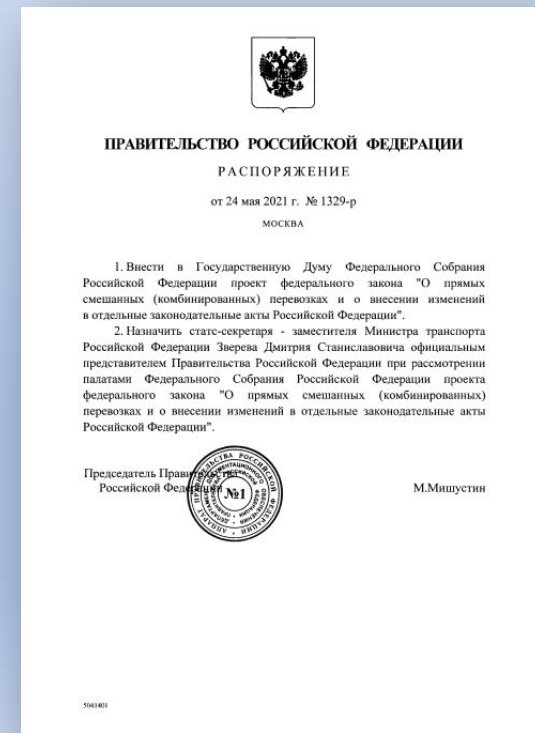 ПРАВИТЕЛЬСТВО РОССИЙСКОЙ ФЕДЕРАЦИИ
РАСПОРЯЖЕНИЕ
от 24 мая 2021 г. № 1329-р
МОСКВА
1. Внести в Государственную Думу Федерального Собрания
Российской Федерации проект федерального закона "О прямых
смешанных (комбинированных) перевозках и о внесении изменений
в отдельные законодательные акты Российской Федерации".
2. Назначить статс-секретаря - заместителя Министра транспорта
Российской Федерации Зверева Дмитрия Станиславовича официальным
представителем Правительства Российской Федерации при рассмотрении
палатами Федерального Собрания Российской Федерации проекта
федерального закона "О прямых смешанных (комбинированных)
перевозках и о внесении изменений в отдельные законодательные акты
Российской Федерации".
Председатель Правительства
Российской Федерации
М.Мишустин
АППАРАТ ПРАВИТЕЛЬСТВА РОССИЙСКОЙ ФЕДЕРАЦИИ
№1
5041401